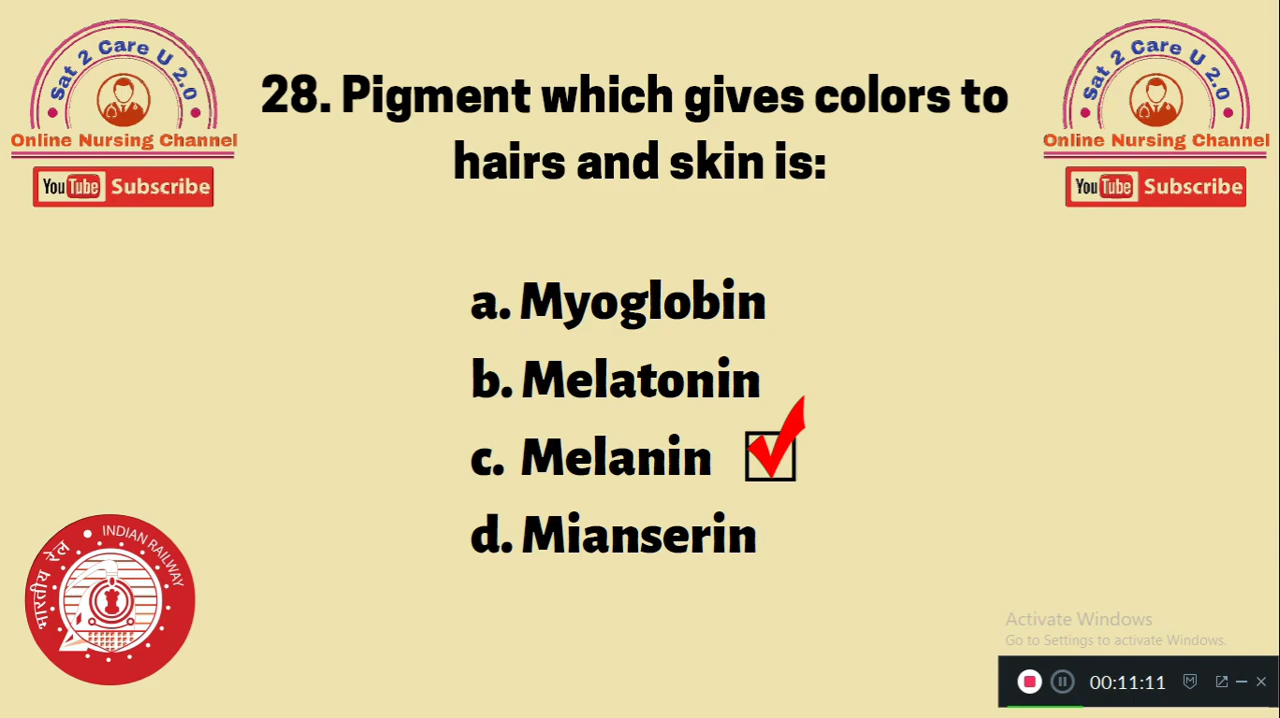 Sat 2 Care U 2.0
Online Nursing Channel
YouTube Subscribe
Sat 2 Care U 2.0
Online Nursing Channel
YouTube Subscribe
28. Pigment which gives colors to
hairs and skin is:
a. Myoglobin
b. Melatonin
c. Melanin
d. Mianserin
भारतीय रेल
INDIAN RAILWAY
Activate Windows
Go to Settings to activate Windows.
00:11:11